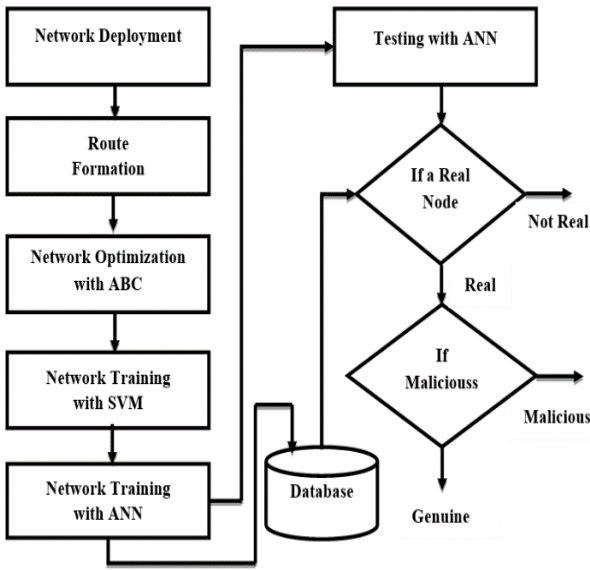 Network Deployment
Route
Formation
Network Optimization
with ABC
Network Training
with SVM
Network Training
with ANN
Database
Testing with ANN
If a Real
Node
Not Real
Real
If
Maliciouss
Malicious
Genuine